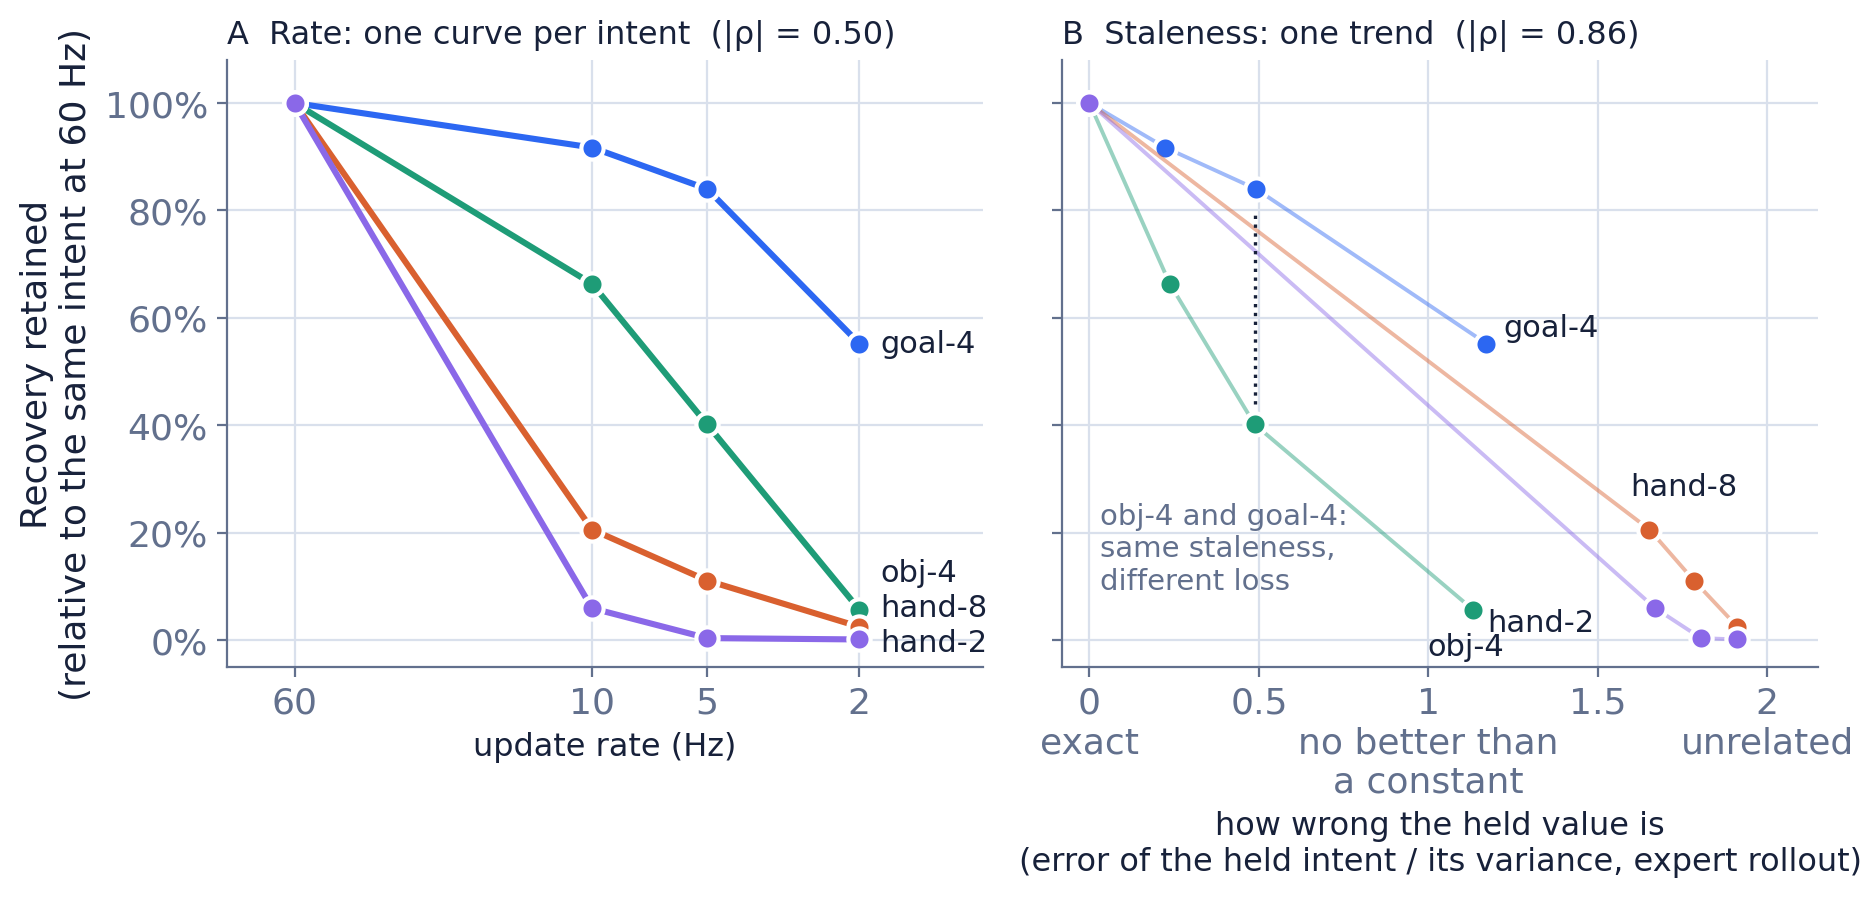 A  Rate: one curve per intent  (|ρ| = 0.50)
Recovery retained
(relative to the same intent at 60 Hz)
100%
80%
60%
40%
20%
0%
goal-4
obj-4
hand-8
hand-2
60
10
5
2
update rate (Hz)
B  Staleness: one trend  (|ρ| = 0.86)
goal-4
hand-8
obj-4 and goal-4:
same staleness,
different loss
hand-2
obj-4
0
0.5
1
1.5
2
exact
no better than
a constant
unrelated
how wrong the held value is
(error of the held intent / its variance, expert rollout)